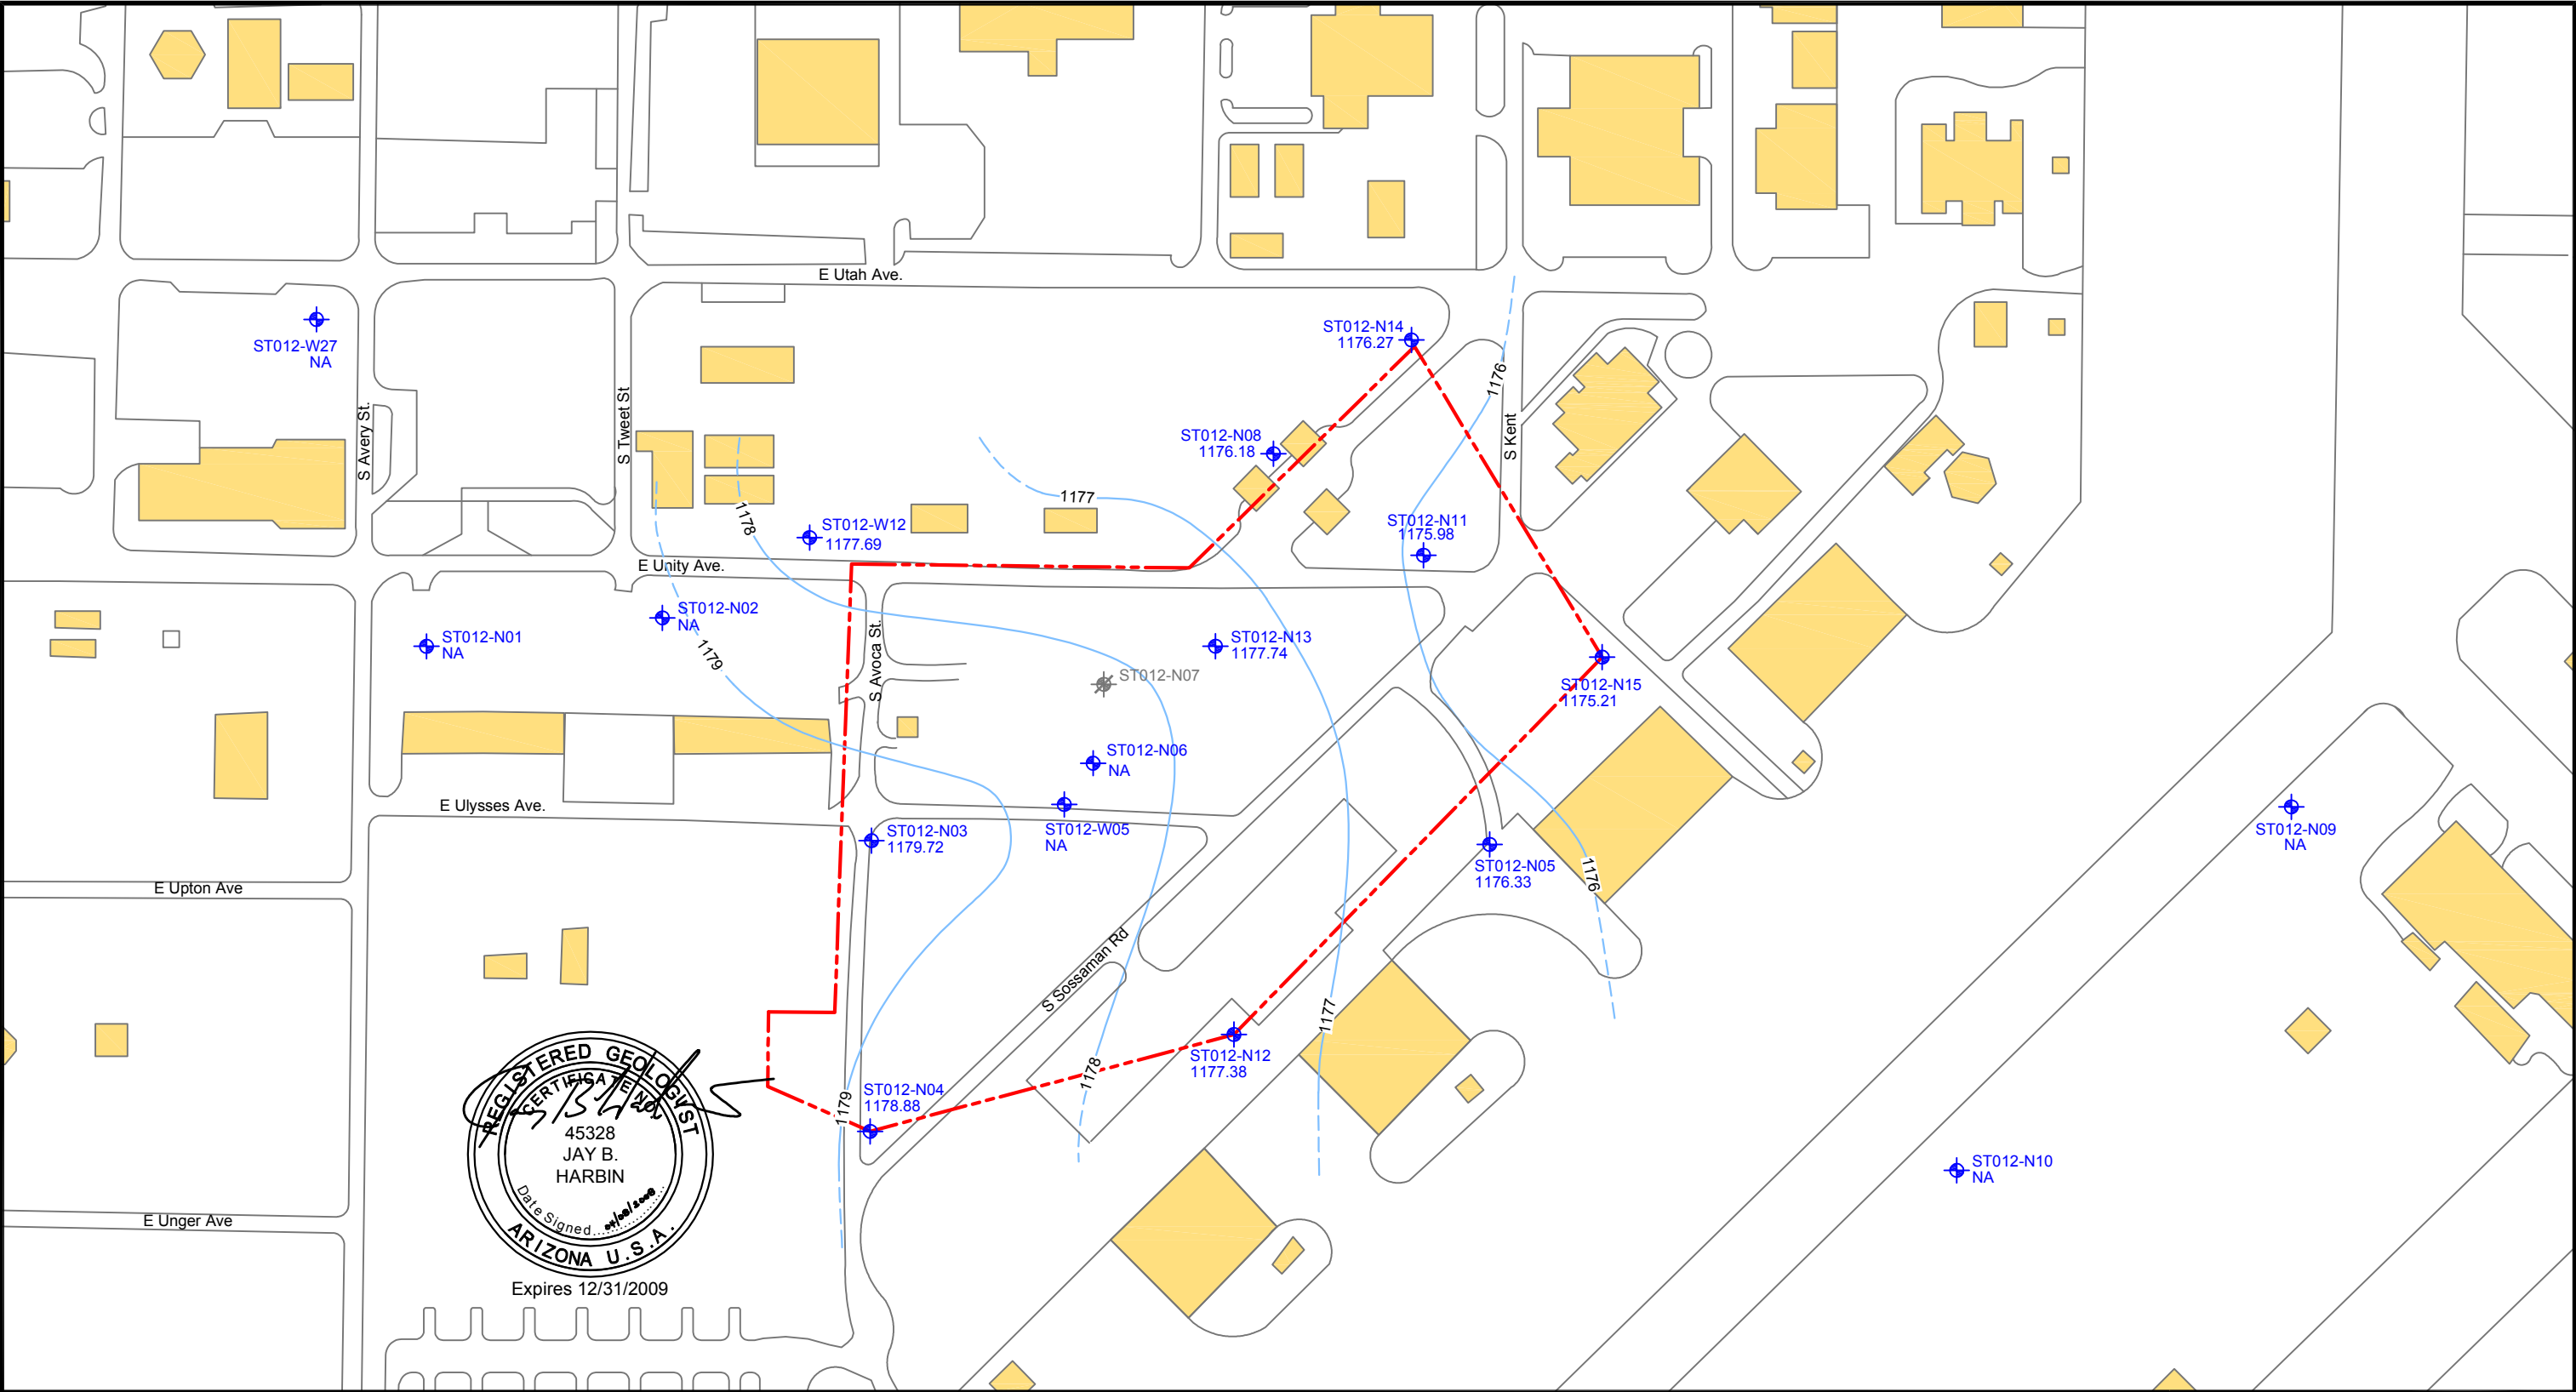 E Utah Ave.
ST012-W27
NA
ST012-N14
1176.27
1176
S Avery St.
S Tweet St
S Kent
ST012-N08
1176.18
1177
1178
ST012-W12
1177.69
ST012-N11
1175.98
E Unity Ave.
ST012-N02
NA
ST012-N01
NA
1179
S Avoca St.
ST012-N13
1177.74
ST012-N07
ST012-N15
1175.21
ST012-N06
NA
E Ulysses Ave.
ST012-N03
1179.72
ST012-W05
NA
ST012-N09
NA
ST012-N05
1176.33
1176
E Upton Ave
S Sossaman Rd
1177
ST012-N12
1177.38
1178
ST012-N04
1178.88
1179
REGISTERED GEOLOGIST
CERTIFICATE NO.
45328
JAY B.
HARBIN
Date Signed
ARIZONA U.S.A.
Expires 12/31/2009
ST012-N10
NA
E Unger Ave